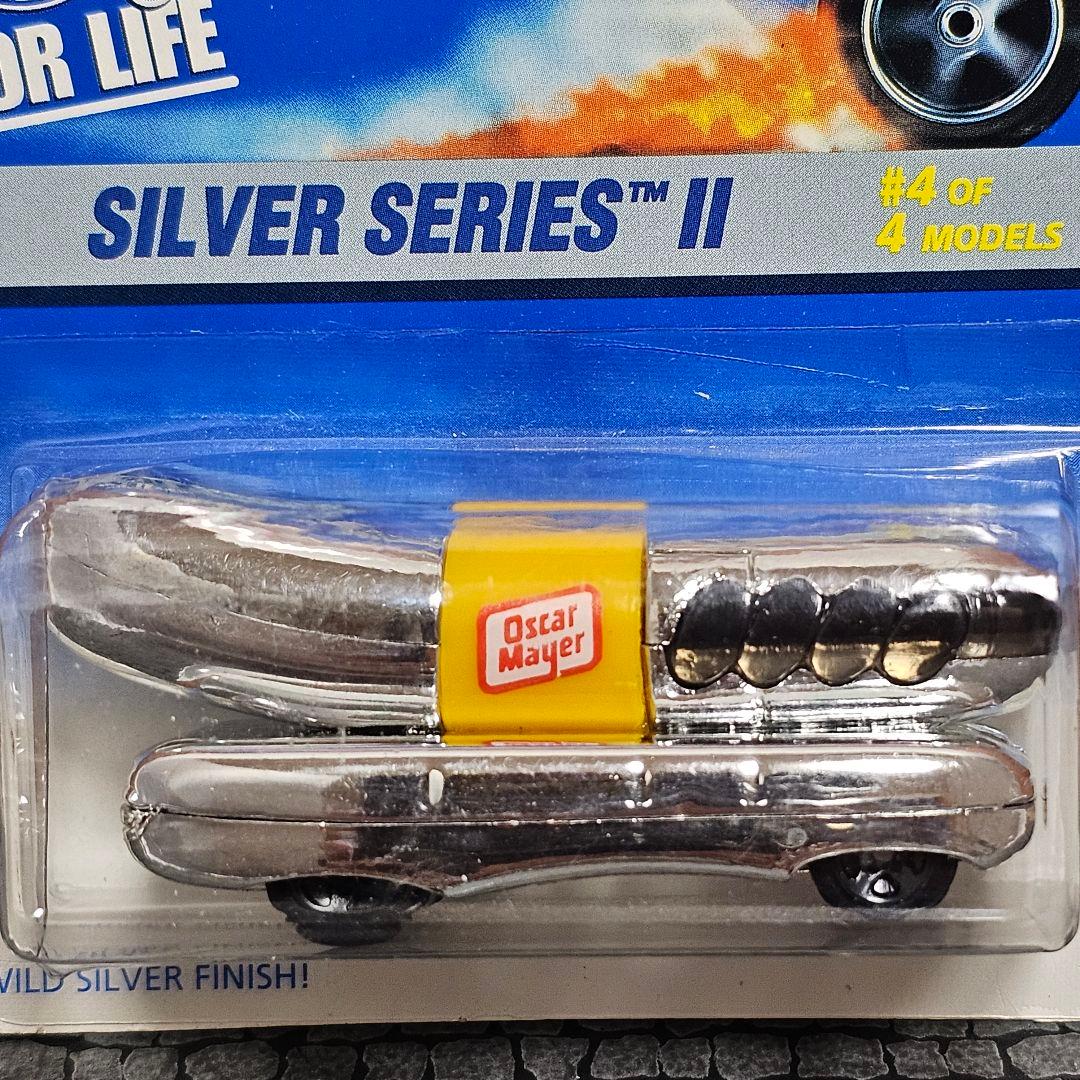 OR LIFE
SILVER SERIES™ II
#4 OF
4 MODELS
Oscar
Mayer
WILD SILVER FINISH!